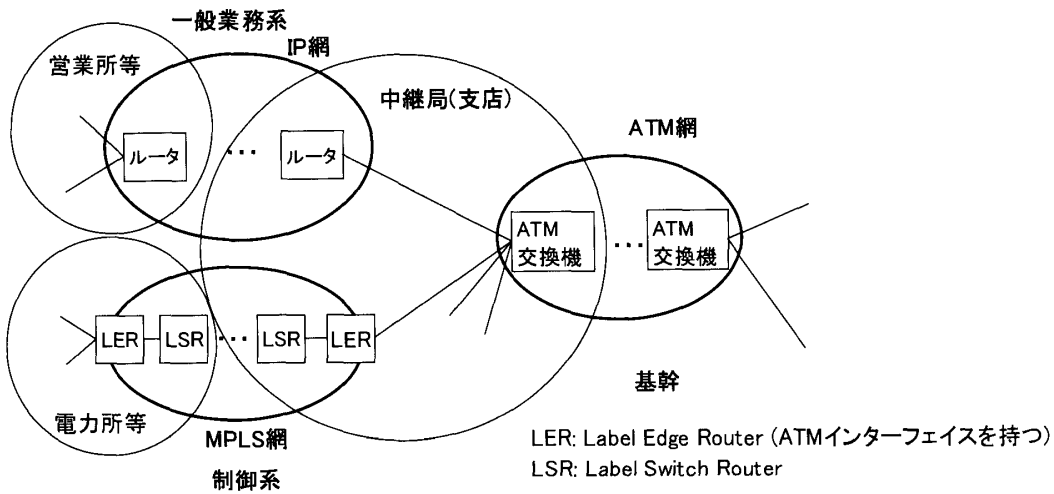 一般業務系
IP網
営業所等
中継局(支店)
ATM網
ルータ
...
ルータ
ATM
交換機
...
ATM
交換機
LER
LSR
...
LSR
LER
基幹
電力所等
MPLS網
制御系
LER: Label Edge Router (ATMインターフェイスを持つ)
LSR: Label Switch Router